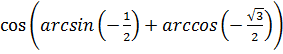 cos(arcsin(−1/2) + arccos(−√3/2))